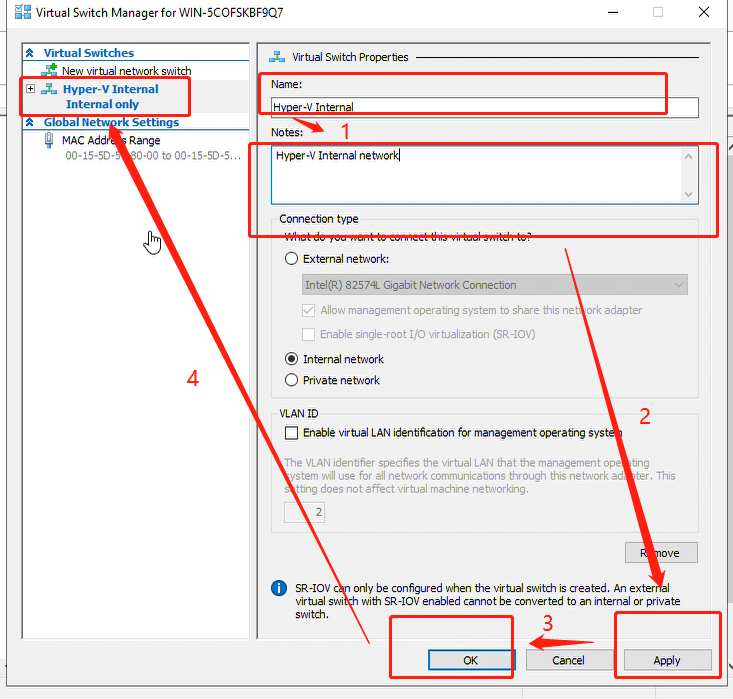 Virtual Switch Manager for WIN-5COFSKBF9Q7
Virtual Switches
New virtual network switch
Hyper-V Internal
Internal only
Global Network Settings
MAC Address Range
00-15-5D-5 80-00 to 00-15-5D-5...
Virtual Switch Properties
Name:
Hyper-V Internal
1
Notes:
Hyper-V Internal network
Connection type
What do you want to connect this virtual switch to?
External network:
Intel(R) 82574L Gigabit Network Connection
Allow management operating system to share this network adapter
Enable single-root I/O virtualization (SR-IOV)
Internal network
Private network
4
2
VLAN ID
Enable virtual LAN identification for management operating system
The VLAN identifier specifies the virtual LAN that the management operating
system will use for all network communications through this network adapter. This
setting does not affect virtual machine networking.
2
Remove
SR-IOV can only be configured when the virtual switch is created. An external
virtual switch with SR-IOV enabled cannot be converted to an internal or private
switch.
3
OK
Cancel
Apply